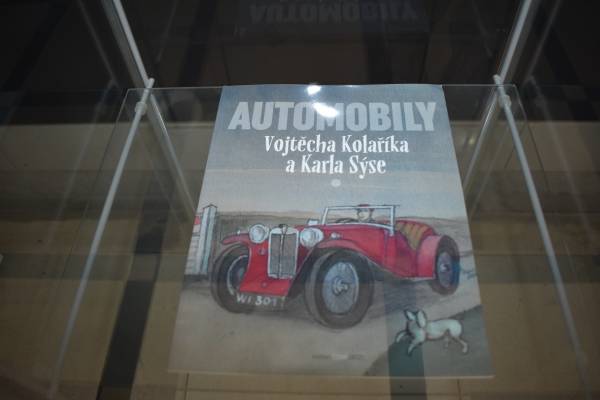 AUTOMOBILY
Vojtěcha Kolaříka
a Karla Sýse